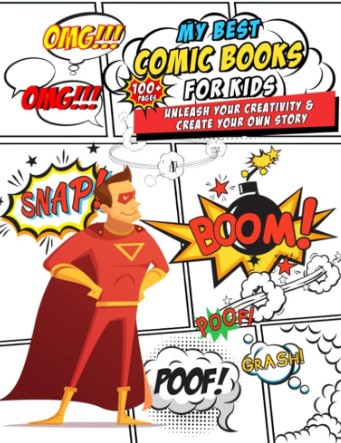 OMG!!!
OMG!!!
MY BEST
COMIC BOOKS
FOR KIDS
100+
PAGES
UNLEASH YOUR CREATIVITY &
CREATE YOUR OWN STORY
SNAP!
BOOM!
POOF!
GRASH!
POOF!